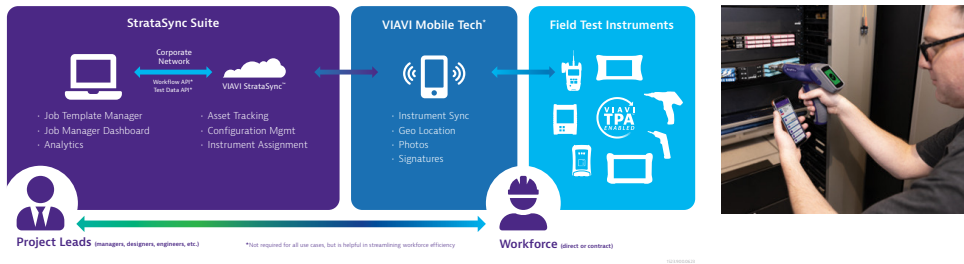 StrataSync Suite
VIAVI Mobile Tech*
Field Test Instruments
Corporate
Network
Workflow API*
Test Data API*
VIAVI StrataSync™
· Job Template Manager
· Job Manager Dashboard
· Analytics
· Asset Tracking
· Configuration Mgmt
· Instrument Assignment
· Instrument Sync
· Geo Location
· Photos
· Signatures
VIAVI
TPA
ENABLED
Project Leads (managers, designers, engineers, etc.)
*Not required for all use cases, but is helpful in streamlining workforce efficiency
Workforce (direct or contract)